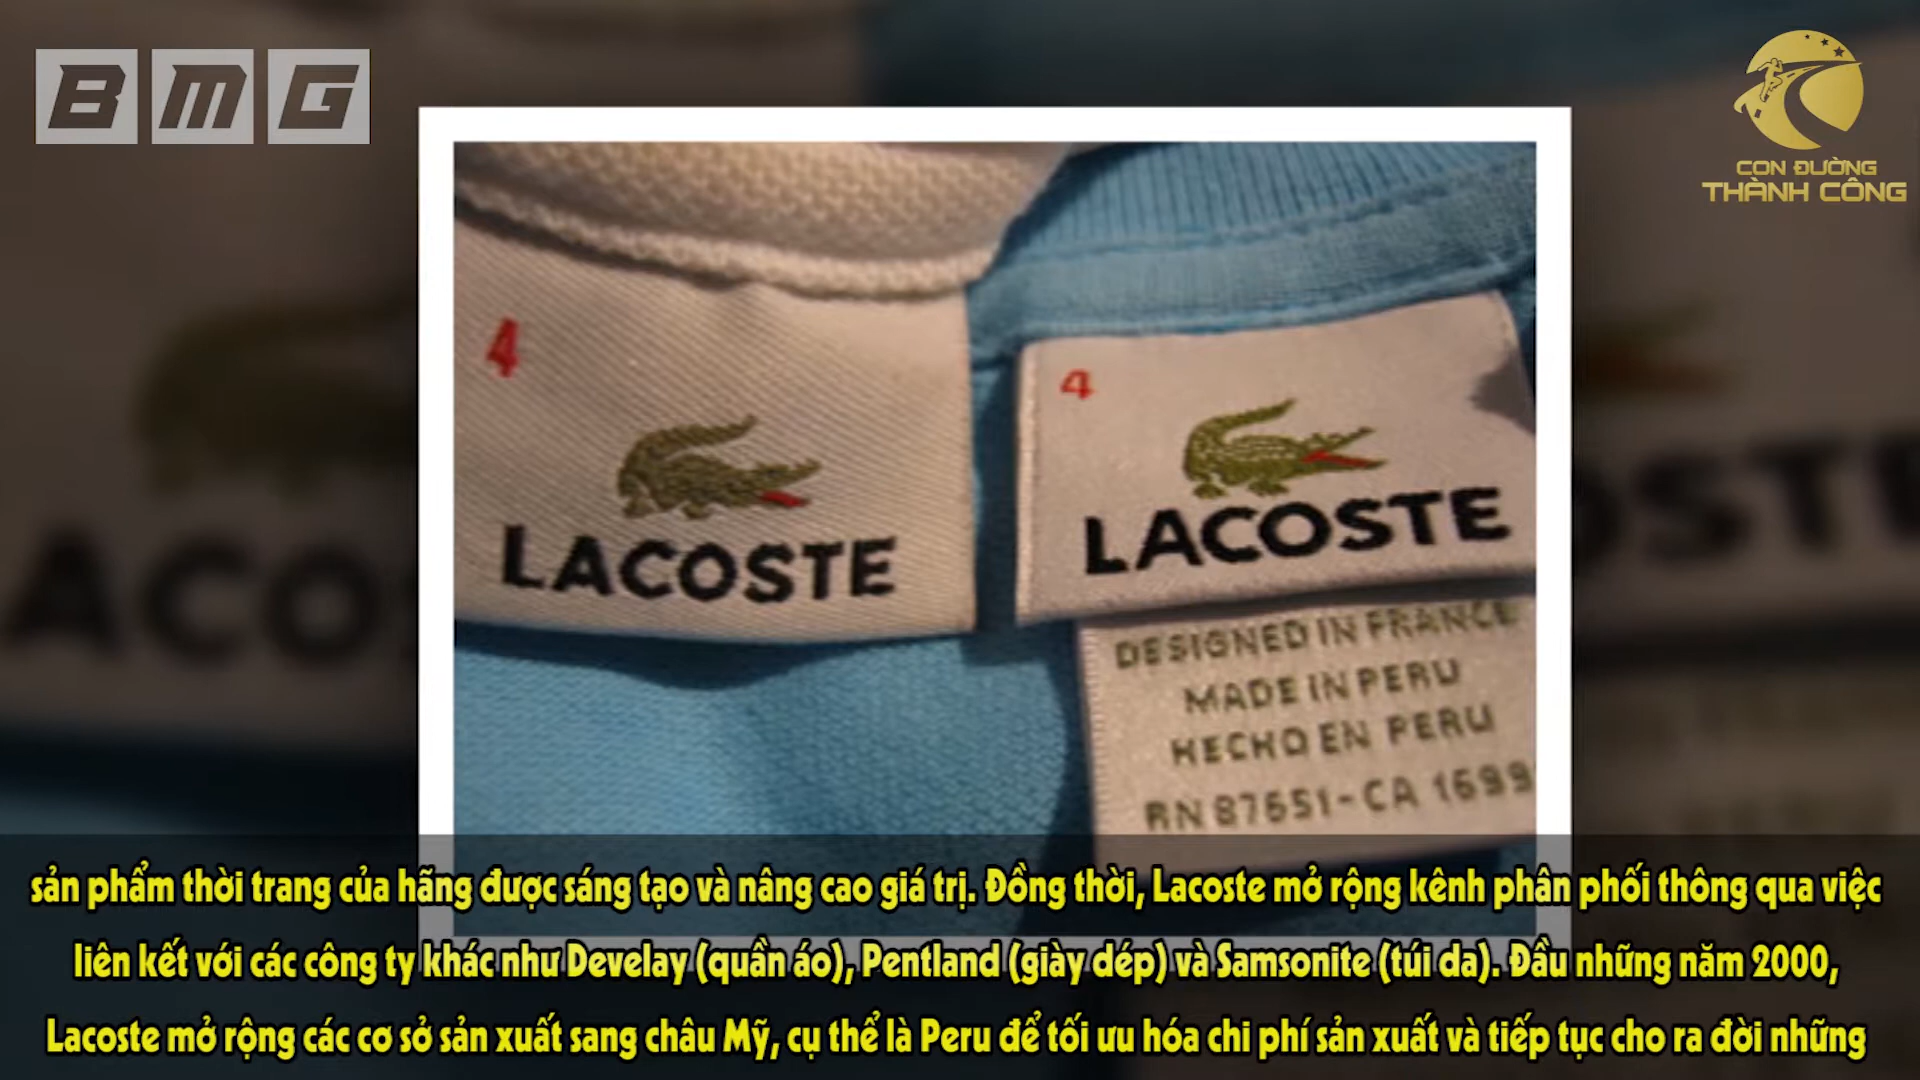 BMG
CON ĐƯỜNG
THÀNH CÔNG
4
LACOSTE
4
LACOSTE
DESIGNED IN FRANCE
MADE IN PERU
HECHO EN PERU
RN 87651-CA 1699
ACOS
OSTE
sản phẩm thời trang của hãng được sáng tạo và nâng cao giá trị. Đồng thời, Lacoste mở rộng kênh phân phối thông qua việc
liên kết với các công ty khác như Develay (quần áo), Pentland (giày dép) và Samsonite (túi da). Đầu những năm 2000,
Lacoste mở rộng các cơ sở sản xuất sang châu Mỹ, cụ thể là Peru để tối ưu hóa chi phí sản xuất và tiếp tục cho ra đời những